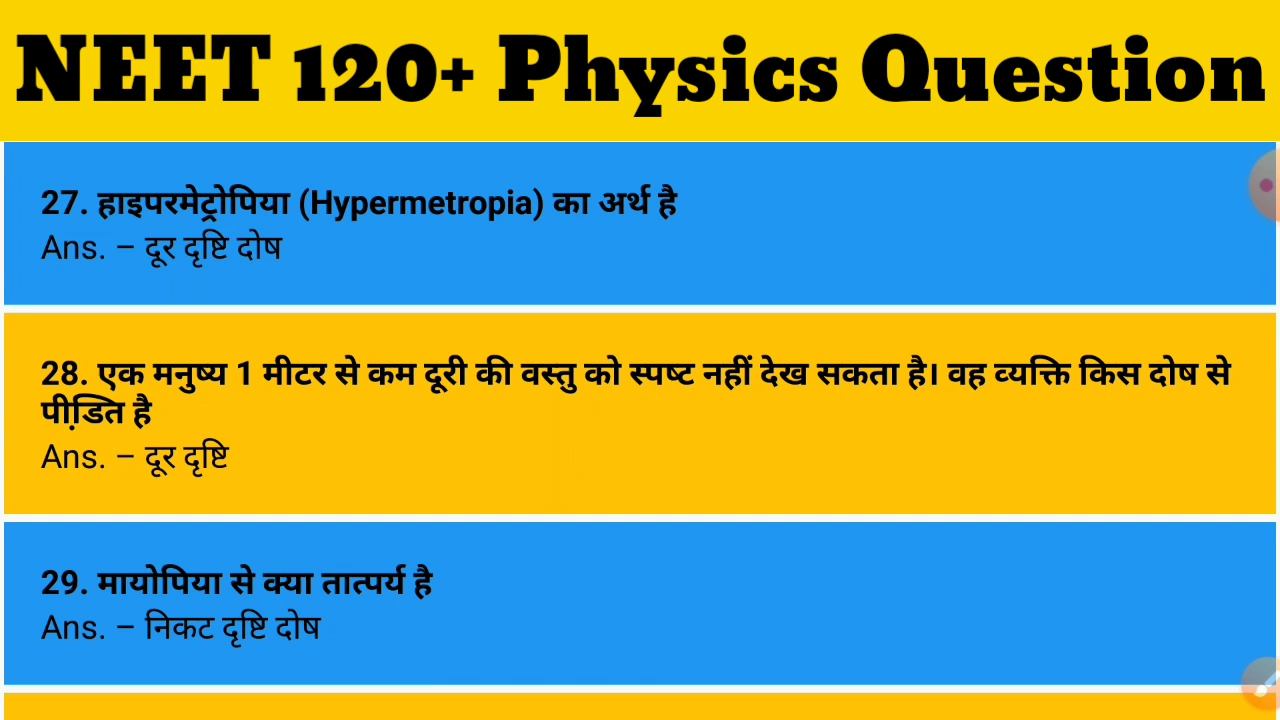 NEET 120+ Physics Question
27. हाइपरमेट्रोपिया (Hypermetropia) का अर्थ है
Ans. – दूर दृष्टि दोष
28. एक मनुष्य 1 मीटर से कम दूरी की वस्तु को स्पष्ट नहीं देख सकता है। वह व्यक्ति किस दोष से
पीडि़त है
Ans. – दूर दृष्टि
29. मायोपिया से क्या तात्पर्य है
Ans. – निकट दृष्टि दोष